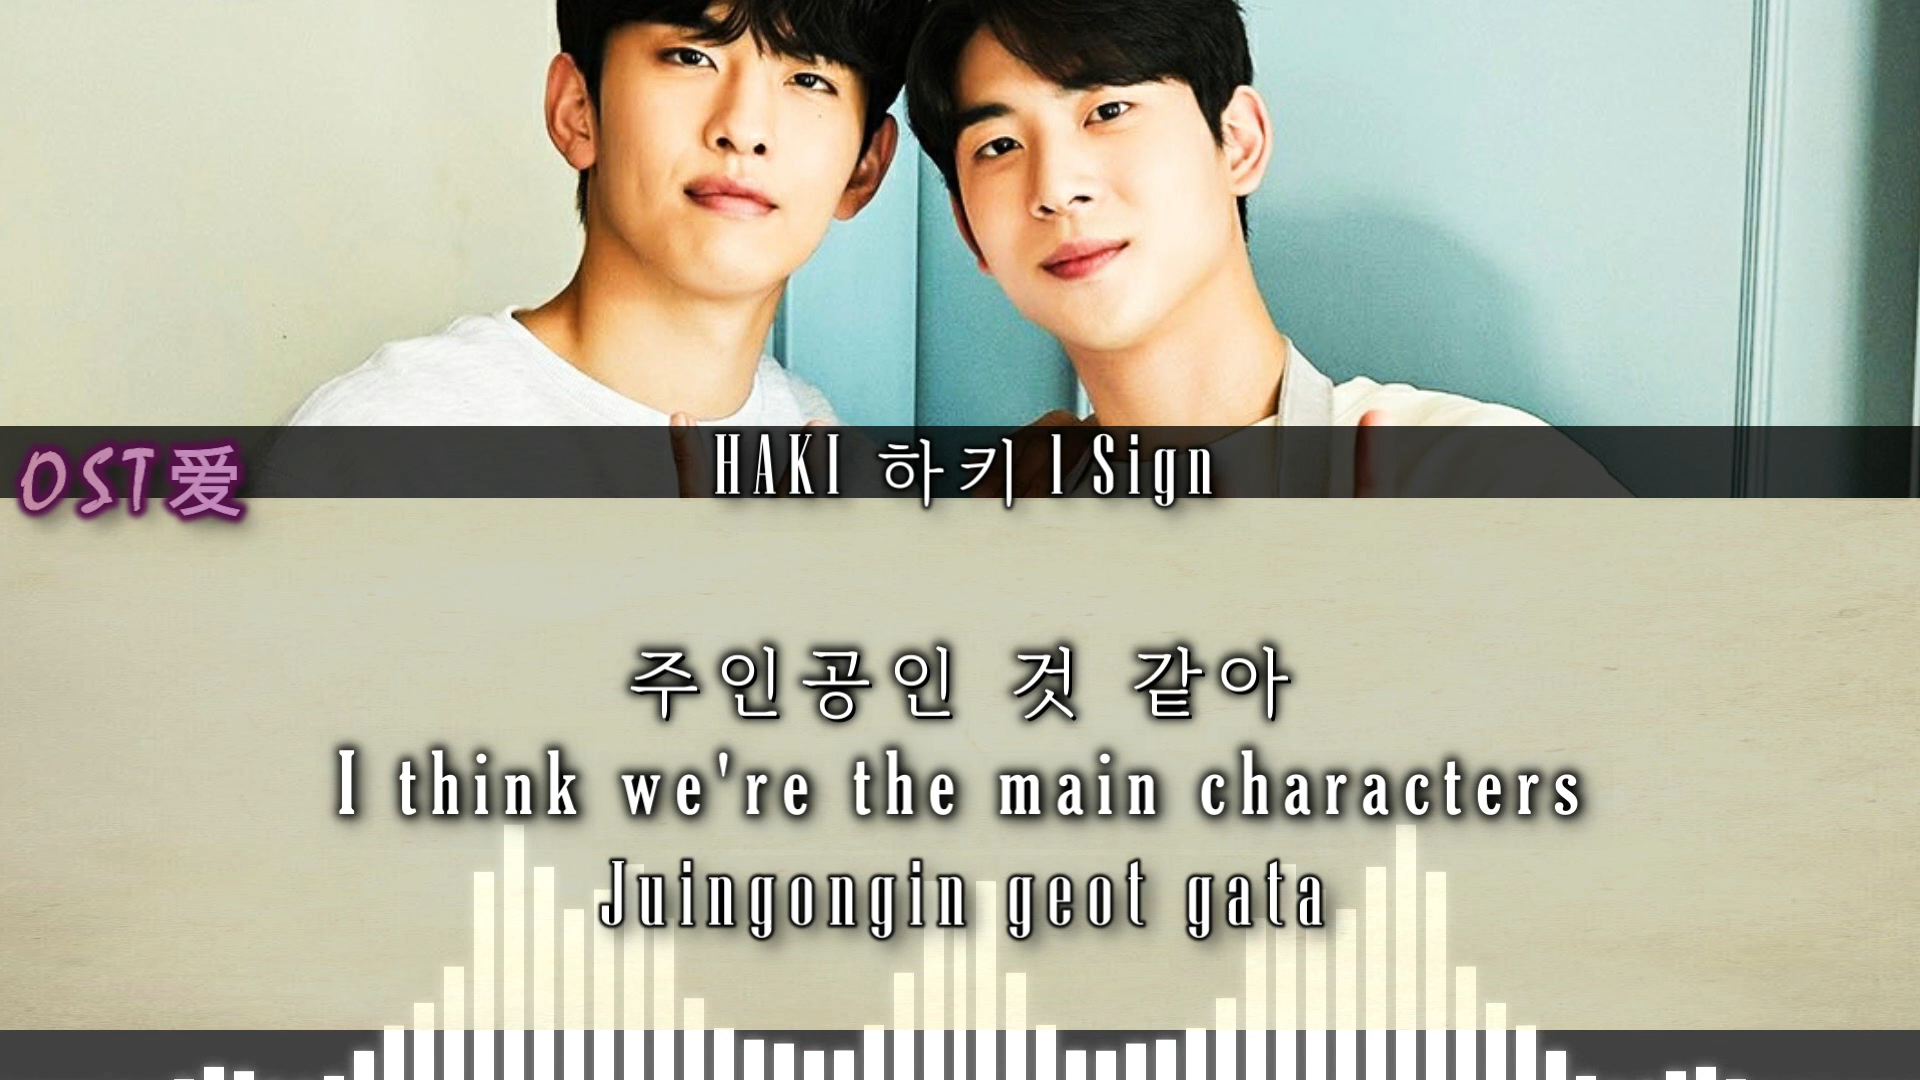 OST爱
HAKI 하키 l Sign
주인공인 것 같아
I think we're the main characters
Juingongin geot gata